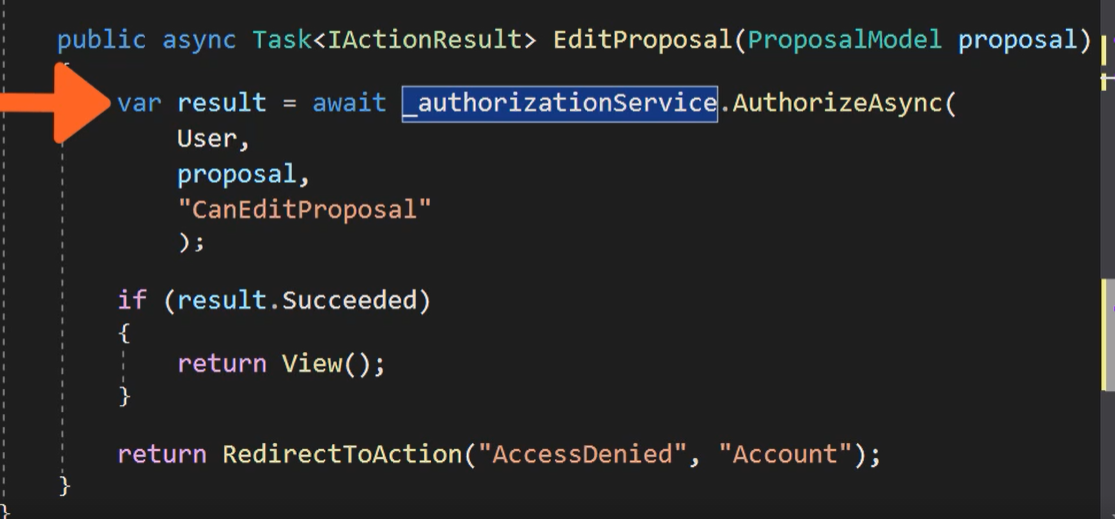 public async Task<IActionResult> EditProposal(ProposalModel proposal)
{
var result = await _authorizationService.AuthorizeAsync(
User,
proposal,
"CanEditProposal"
);
if (result.Succeeded)
{
return View();
}
return RedirectToAction("AccessDenied", "Account");
}
}